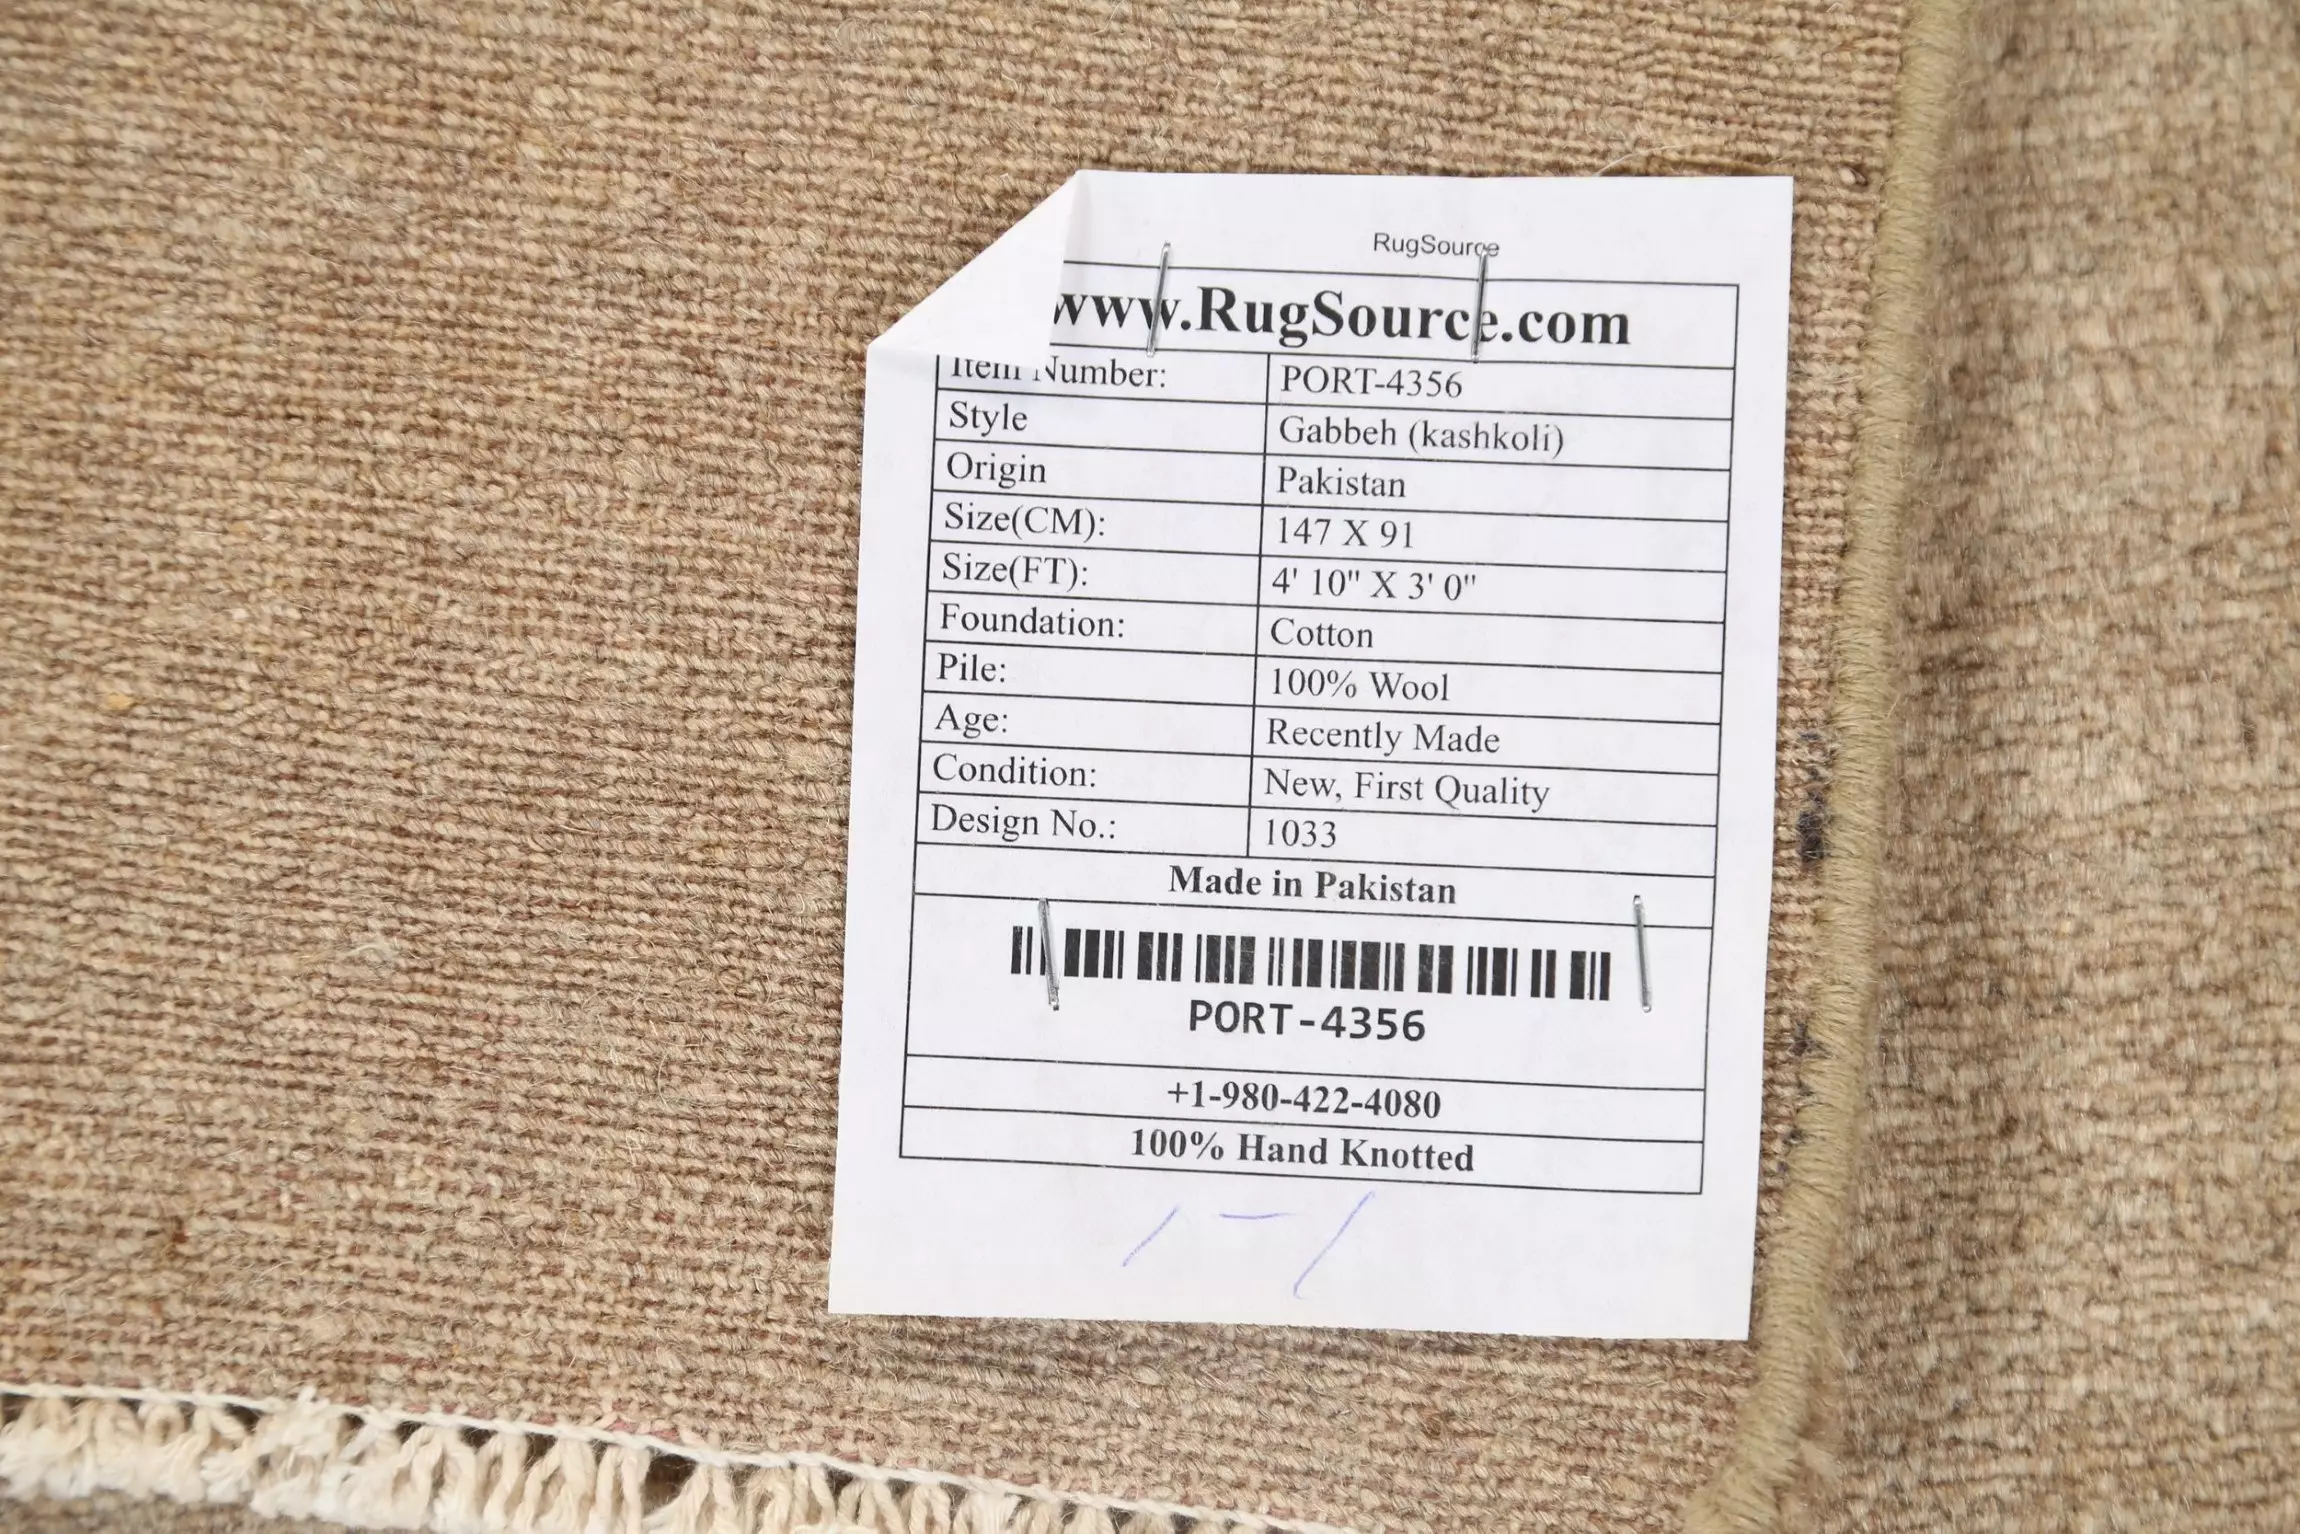 RugSource
www.RugSource.com
Item Number: PORT-4356
Style Gabbeh (kashkoli)
Origin Pakistan
Size(CM): 147 X 91
Size(FT): 4' 10" X 3' 0"
Foundation: Cotton
Pile: 100% Wool
Age: Recently Made
Condition: New, First Quality
Design No.: 1033
Made in Pakistan
PORT-4356
+1-980-422-4080
100% Hand Knotted